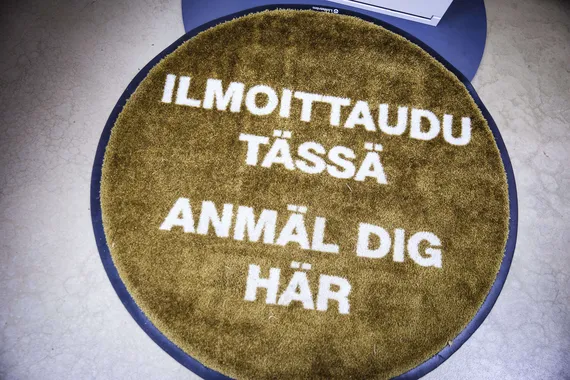 ILMOITTAUDU
TÄSSÄ
ANMÄL DIG
HÄR